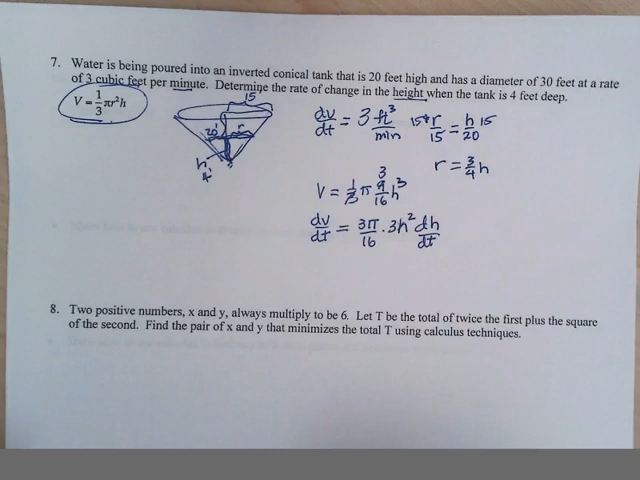 7. Water is being poured into an inverted conical tank that is 20 feet high and has a diameter of 30 feet at a rate
of 3 cubic feet per minute. Determine the rate of change in the height when the tank is 4 feet deep.
V = 1/3 πr²h
15
20'
r
h
4'
dv/dt = 3 ft³/min
r/15 = h/20 15
r = 3/4 h
V = 1/3 π 9/16 h³
3
dv/dt = 3π/16 · 3h² dh/dt
8. Two positive numbers, x and y, always multiply to be 6. Let T be the total of twice the first plus the square
of the second. Find the pair of x and y that minimizes the total T using calculus techniques.